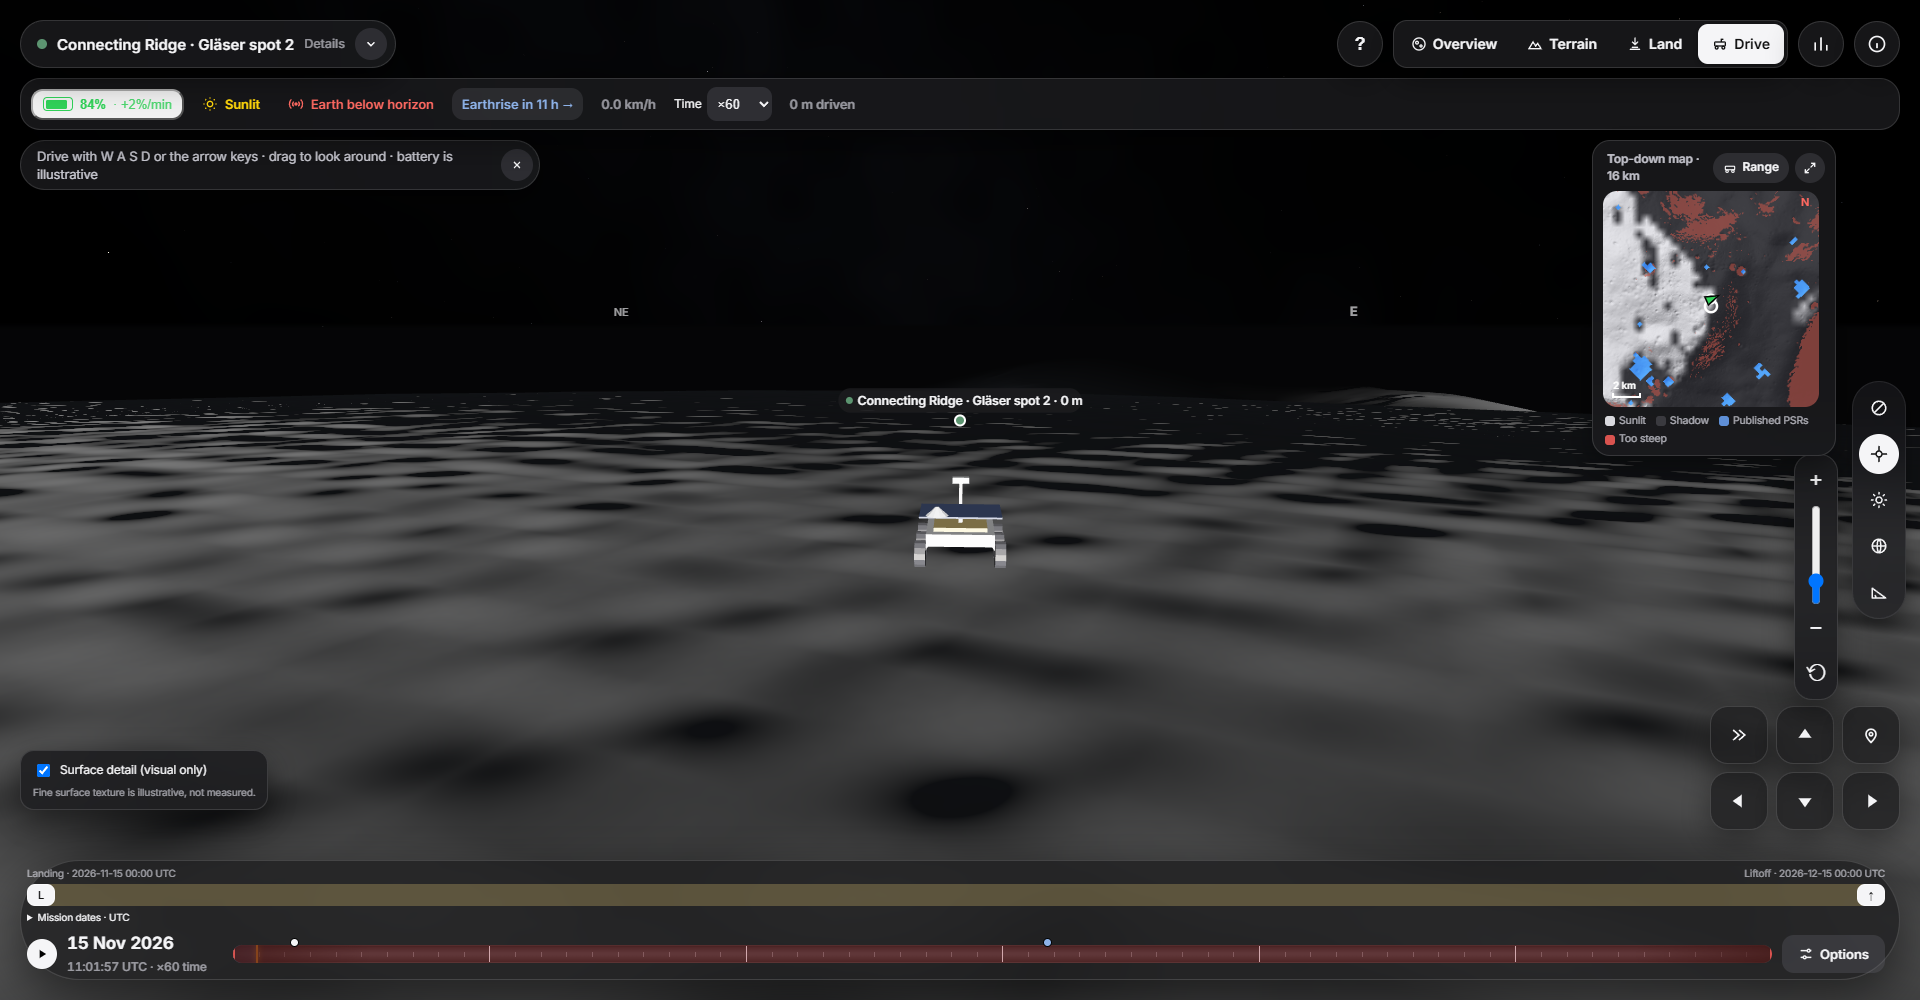 Connecting Ridge · Gläser spot 2 Details
? Overview Terrain Land Drive
84% · +2%/min Sunlit Earth below horizon Earthrise in 11 h → 0.0 km/h Time ×60 0 m driven
Drive with W A S D or the arrow keys · drag to look around · battery is
illustrative
Top-down map ·
16 km
Range
N
2 km
Sunlit Shadow Published PSRs
Too steep
NE
E
Connecting Ridge · Gläser spot 2 · 0 m
Surface detail (visual only)
Fine surface texture is illustrative, not measured.
Landing · 2026-11-15 00:00 UTC
Liftoff · 2026-12-15 00:00 UTC
L
Mission dates · UTC
15 Nov 2026
11:01:57 UTC · ×60 time
Options